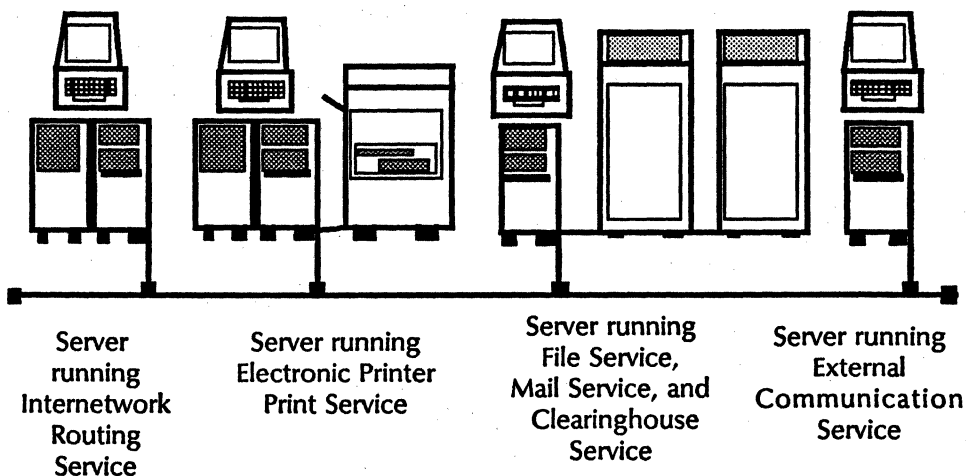 Server
running
Internetwork
Routing
Service
Server running
Electronic Printer
Print Service
Server running
File Service,
Mail Service, and
Clearinghouse
Service
Server running
External
Communication
Service